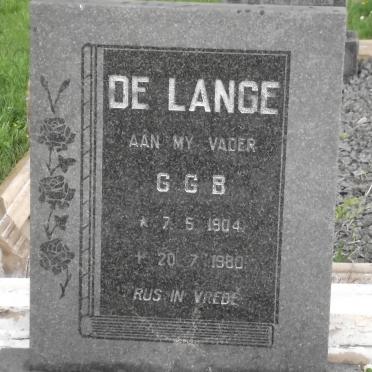 DE LANGE
AAN MY VADER
G G B
* 7. 5 1904.
† 20. 7 1980
RUS IN VREDE